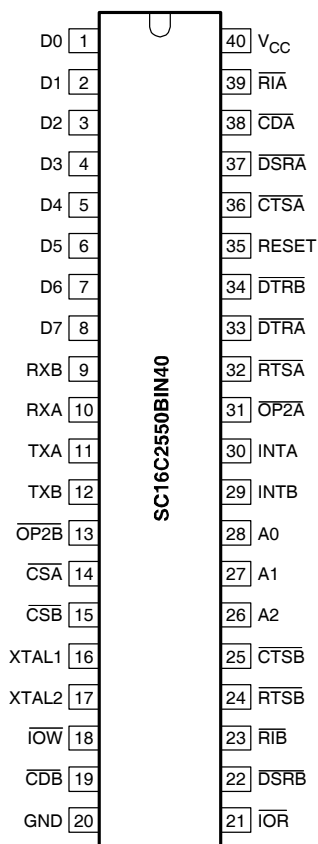 D0 1 40 VCC
D1 2 39 RIA
D2 3 38 CDA
D3 4 37 DSRA
D4 5 36 CTSA
D5 6 35 RESET
D6 7 34 DTRB
D7 8 33 DTRA
RXB 9 32 RTSA
RXA 10 31 OP2A
TXA 11 30 INTA
TXB 12 29 INTB
OP2B 13 28 A0
CSA 14 27 A1
CSB 15 26 A2
XTAL1 16 25 CTSB
XTAL2 17 24 RTSB
IOW 18 23 RIB
CDB 19 22 DSRB
GND 20 21 IOR
SC16C2550BIN40